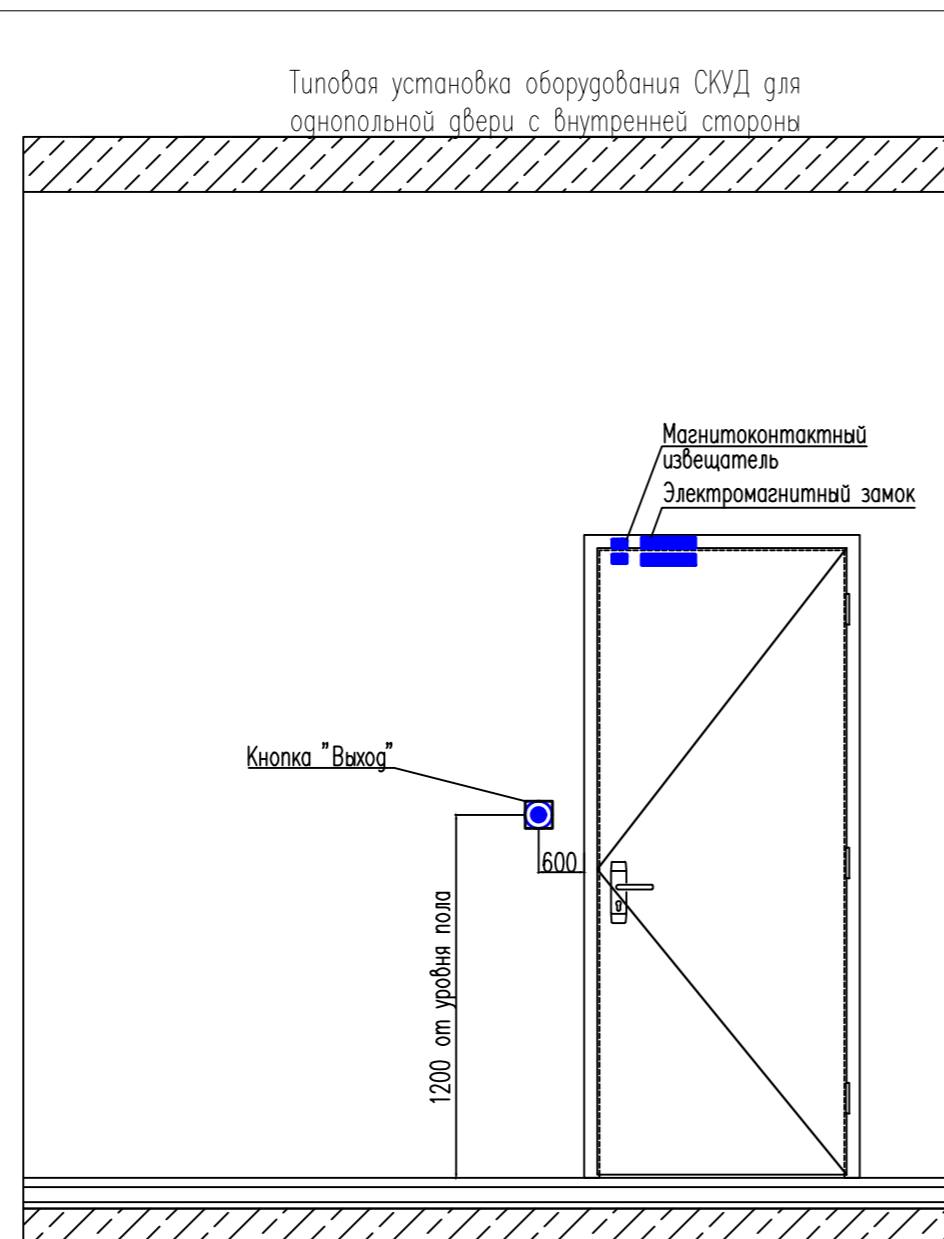 Типовая установка оборудования СКУД для
однопольной двери с внутренней стороны
Магнитоконтактный
извещатель
Электромагнитный замок
Кнопка "Выход"
600
1200 от уровня пола